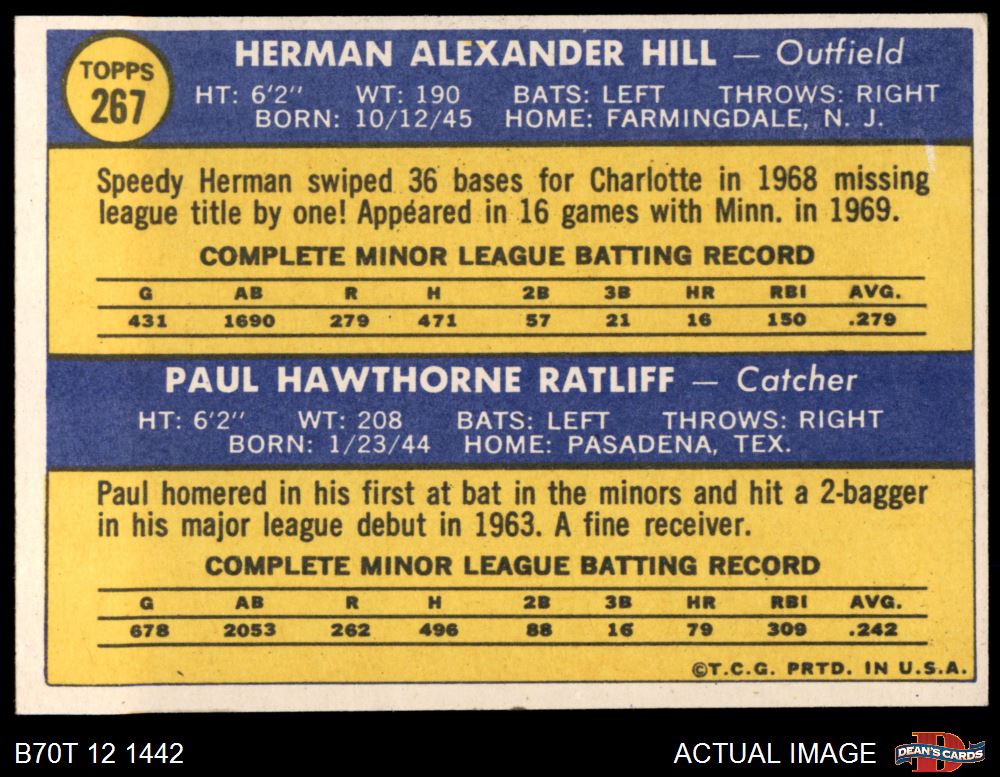 TOPPS
267
HERMAN ALEXANDER HILL — Outfield
HT: 6'2" WT: 190 BATS: LEFT THROWS: RIGHT
BORN: 10/12/45 HOME: FARMINGDALE, N. J.
Speedy Herman swiped 36 bases for Charlotte in 1968 missing
league title by one! Appeared in 16 games with Minn. in 1969.
COMPLETE MINOR LEAGUE BATTING RECORD
G AB R H 2B 3B HR RBI AVG.
431 1690 279 471 57 21 16 150 .279
PAUL HAWTHORNE RATLIFF — Catcher
HT: 6'2" WT: 208 BATS: LEFT THROWS: RIGHT
BORN: 1/23/44 HOME: PASADENA, TEX.
Paul homered in his first at bat in the minors and hit a 2-bagger
in his major league debut in 1963. A fine receiver.
COMPLETE MINOR LEAGUE BATTING RECORD
G AB R H 2B 3B HR RBI AVG.
678 2053 262 496 88 16 79 309 .242
©T.C.G. PRTD. IN U.S.A.
B70T 12 1442 ACTUAL IMAGE DEAN'S CARDS